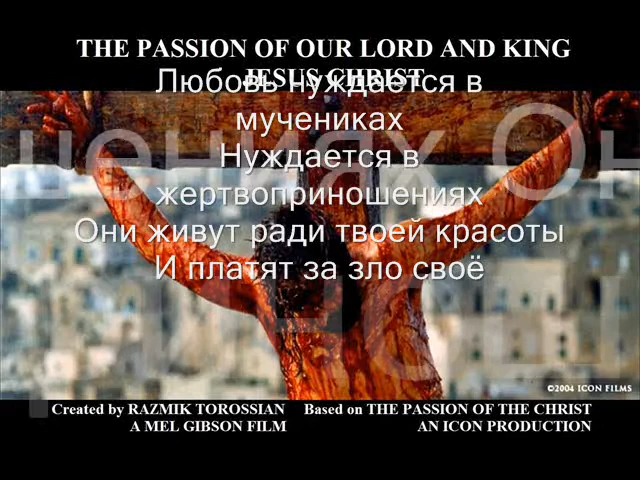 THE PASSION OF OUR LORD AND KING
JESUS CHRIST
Любовь нуждается в
мучениках
Нуждается в
жертвоприношениях
Они живут ради твоей красоты
И платят за зло своё
©2004 ICON FILMS
Created by RAZMIK TOROSSIAN
Based on THE PASSION OF THE CHRIST
A MEL GIBSON FILM
AN ICON PRODUCTION